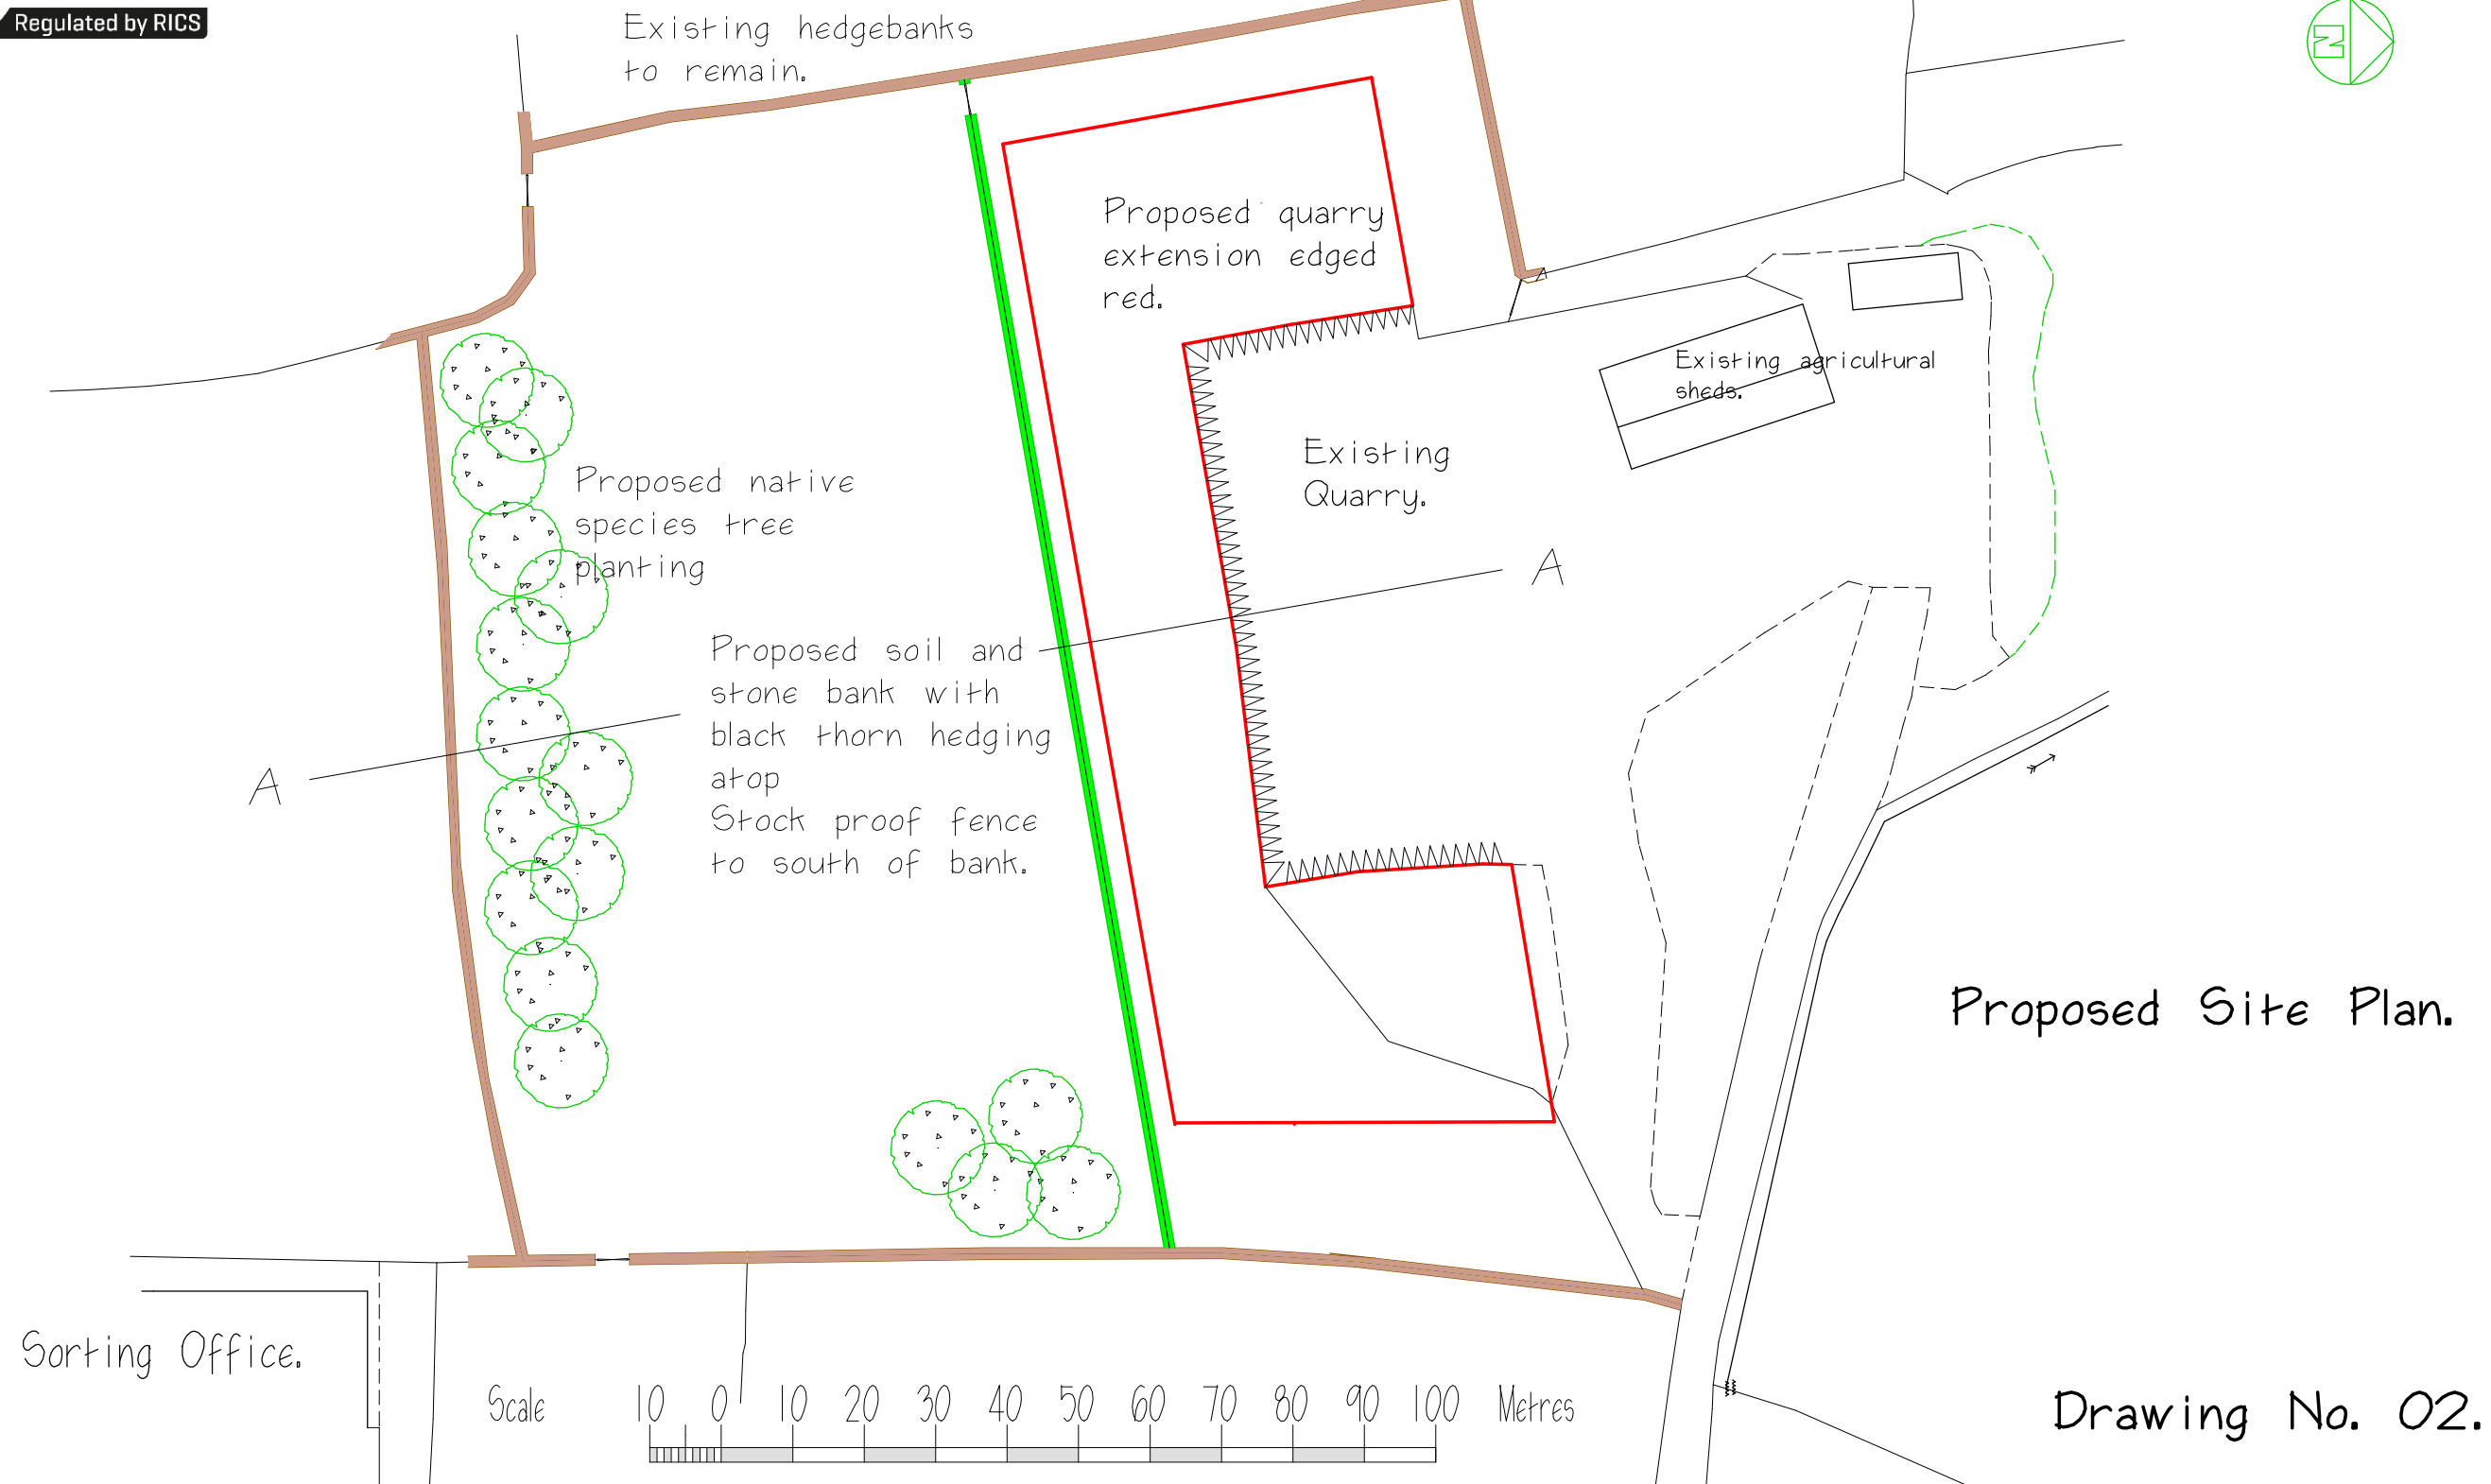 Regulated by RICS
Existing hedgebanks
to remain.
N
Proposed quarry
extension edged
red.
Existing agricultural
sheds.
Existing
Quarry.
Proposed native
species tree
planting
A
Proposed soil and
stone bank with
black thorn hedging
atop
Stock proof fence
to south of bank.
A
Proposed Site Plan.
Sorting Office.
Scale 10 0 10 20 30 40 50 60 70 80 90 100 Metres
Drawing No. 02.